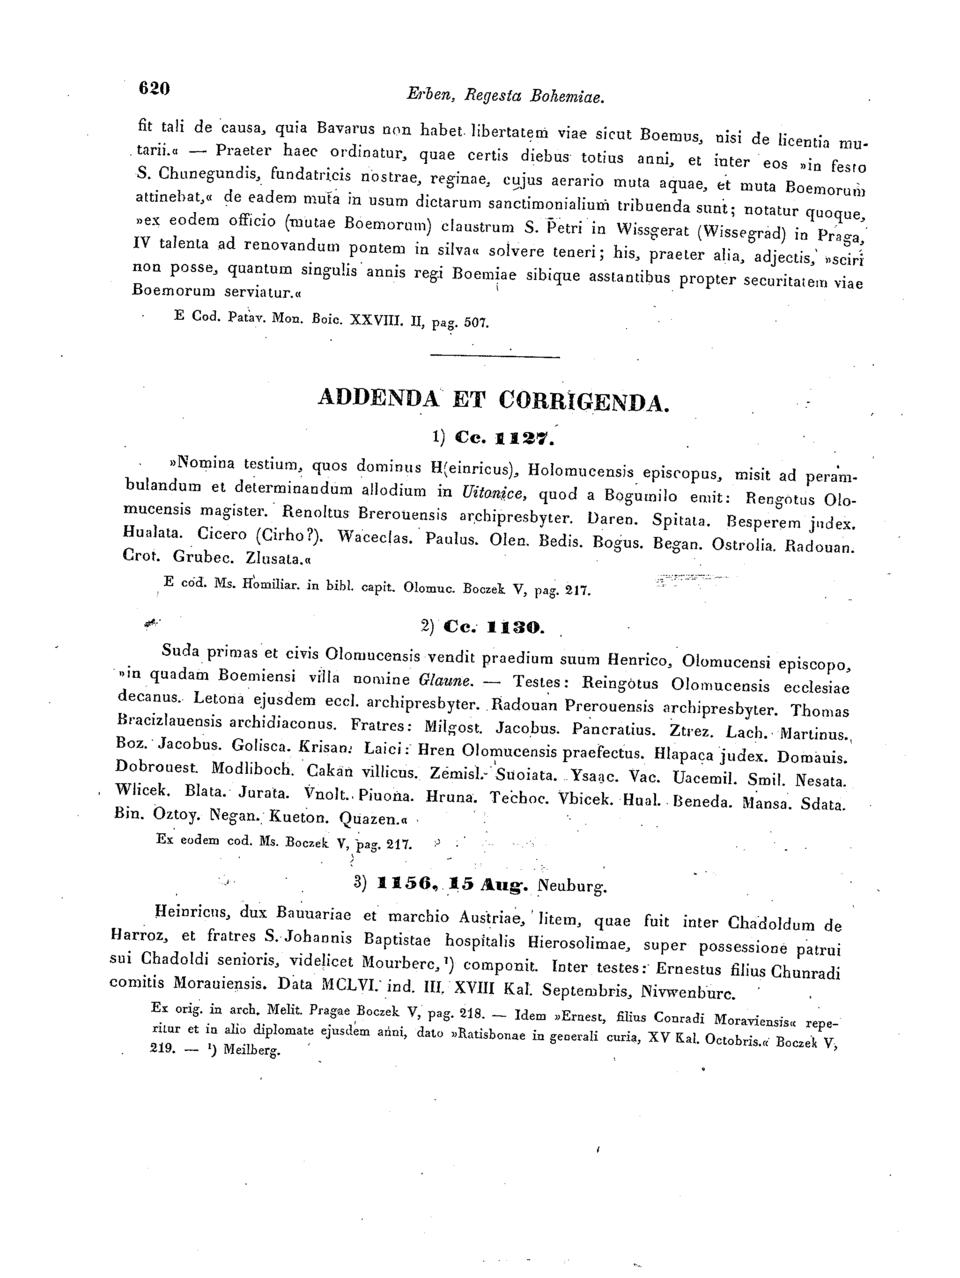 620
Erben, Regesta Bohemiae.
fit tali de causa, quia Bavarus non habet libertatem viae sicut Boemus, nisi de licentia mu-
tarii.« — Praeter haec ordinatur, quae certis diebus totius anni, et inter eos »in festo
S. Chunegundis, fundatricis nostrae, reginae, cujus aerario muta aquae, et muta Boemorum
attinebat,« de eadem muta in usum dictarum sanctimonialium tribuenda sunt; notatur quoque,
»ex eodem officio (mutae Boemorum) claustrum S. Petri in Wissgerat (Wissegrad) in Praga,
IV talenta ad renovandum pontem in silva« solvere teneri; his, praeter alia, adjectis, »sciri
non posse, quantum singulis annis regi Boemiae sibique asstantibus propter securitatem viae
Boemorum serviatur.«
E Cod. Patav. Mon. Boic. XXVIII. II, pag. 507.
ADDENDA ET CORRIGENDA.
1) Cc. 1127.
»Nomina testium, quos dominus H(einricus), Holomucensis episcopus, misit ad peram-
bulandum et determinandum allodium in Uitonice, quod a Bogumilo emit: Rengotus Olo-
mucensis magister. Renoltus Brerouensis archipresbyter. Daren. Spitata. Besperem judex.
Hualata. Cicero (Cirho?). Waceclas. Paulus. Olen. Bedis. Bogus. Began. Ostrolia. Radouan.
Crot. Grubec. Zlusata.«
E cod. Ms. Homiliar. in bibl. capit. Olomuc. Boczek V, pag. 217.
2) Cc. 1130.
Suda primas et civis Olomucensis vendit praedium suum Henrico, Olomucensi episcopo,
»in quadam Boemiensi villa nomine Glaune. — Testes: Reingotus Olomucensis ecclesiae
decanus. Letona ejusdem eccl. archipresbyter. Radouan Prerouensis archipresbyter. Thomas
Bracizlauensis archidiaconus. Fratres: Milgost. Jacobus. Pancratius. Ztrez. Lach. Martinus.
Boz. Jacobus. Golisca. Krisan. Laici: Hren Olomucensis praefectus. Hlapaca judex. Domauis.
Dobrouest. Modliboch. Cakan villicus. Zemisl. Suoiata. Ysaac. Vac. Uacemil. Smil. Nesata.
Wlicek. Blata. Jurata. Vnolt. Piuona. Hruna. Techoc. Vbicek. Hual. Beneda. Mansa. Sdata.
Bin. Oztoy. Negan. Kueton. Quazen.«
Ex eodem cod. Ms. Boczek V, pag. 217.
3) 1156, 15 Aug. Neuburg.
Heinricus, dux Bauuariae et marchio Austriae, litem, quae fuit inter Chadoldum de
Harroz, et fratres S. Johannis Baptistae hospitalis Hierosolimae, super possessione patrui
sui Chadoldi senioris, videlicet Mourberc,¹) componit. Inter testes: Ernestus filius Chunradi
comitis Morauiensis. Data MCLVI. ind. III. XVIII Kal. Septembris, Nivwenburc.
Ex orig. in arch. Melit. Pragae Boczek V, pag. 218. — Idem »Ernest, filius Conradi Moraviensis« repe-
ritur et in alio diplomate ejusdem anni, dato »Ratisbonae in generali curia, XV Kal. Octobris.« Boczek V,
219. — ¹) Meilberg.